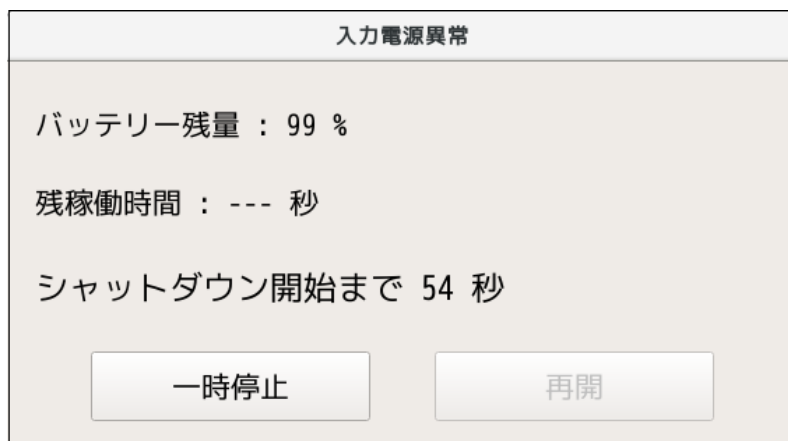 入力電源異常
バッテリー残量 : 99 %
残稼働時間 : --- 秒
シャットダウン開始まで 54 秒
一時停止
再開